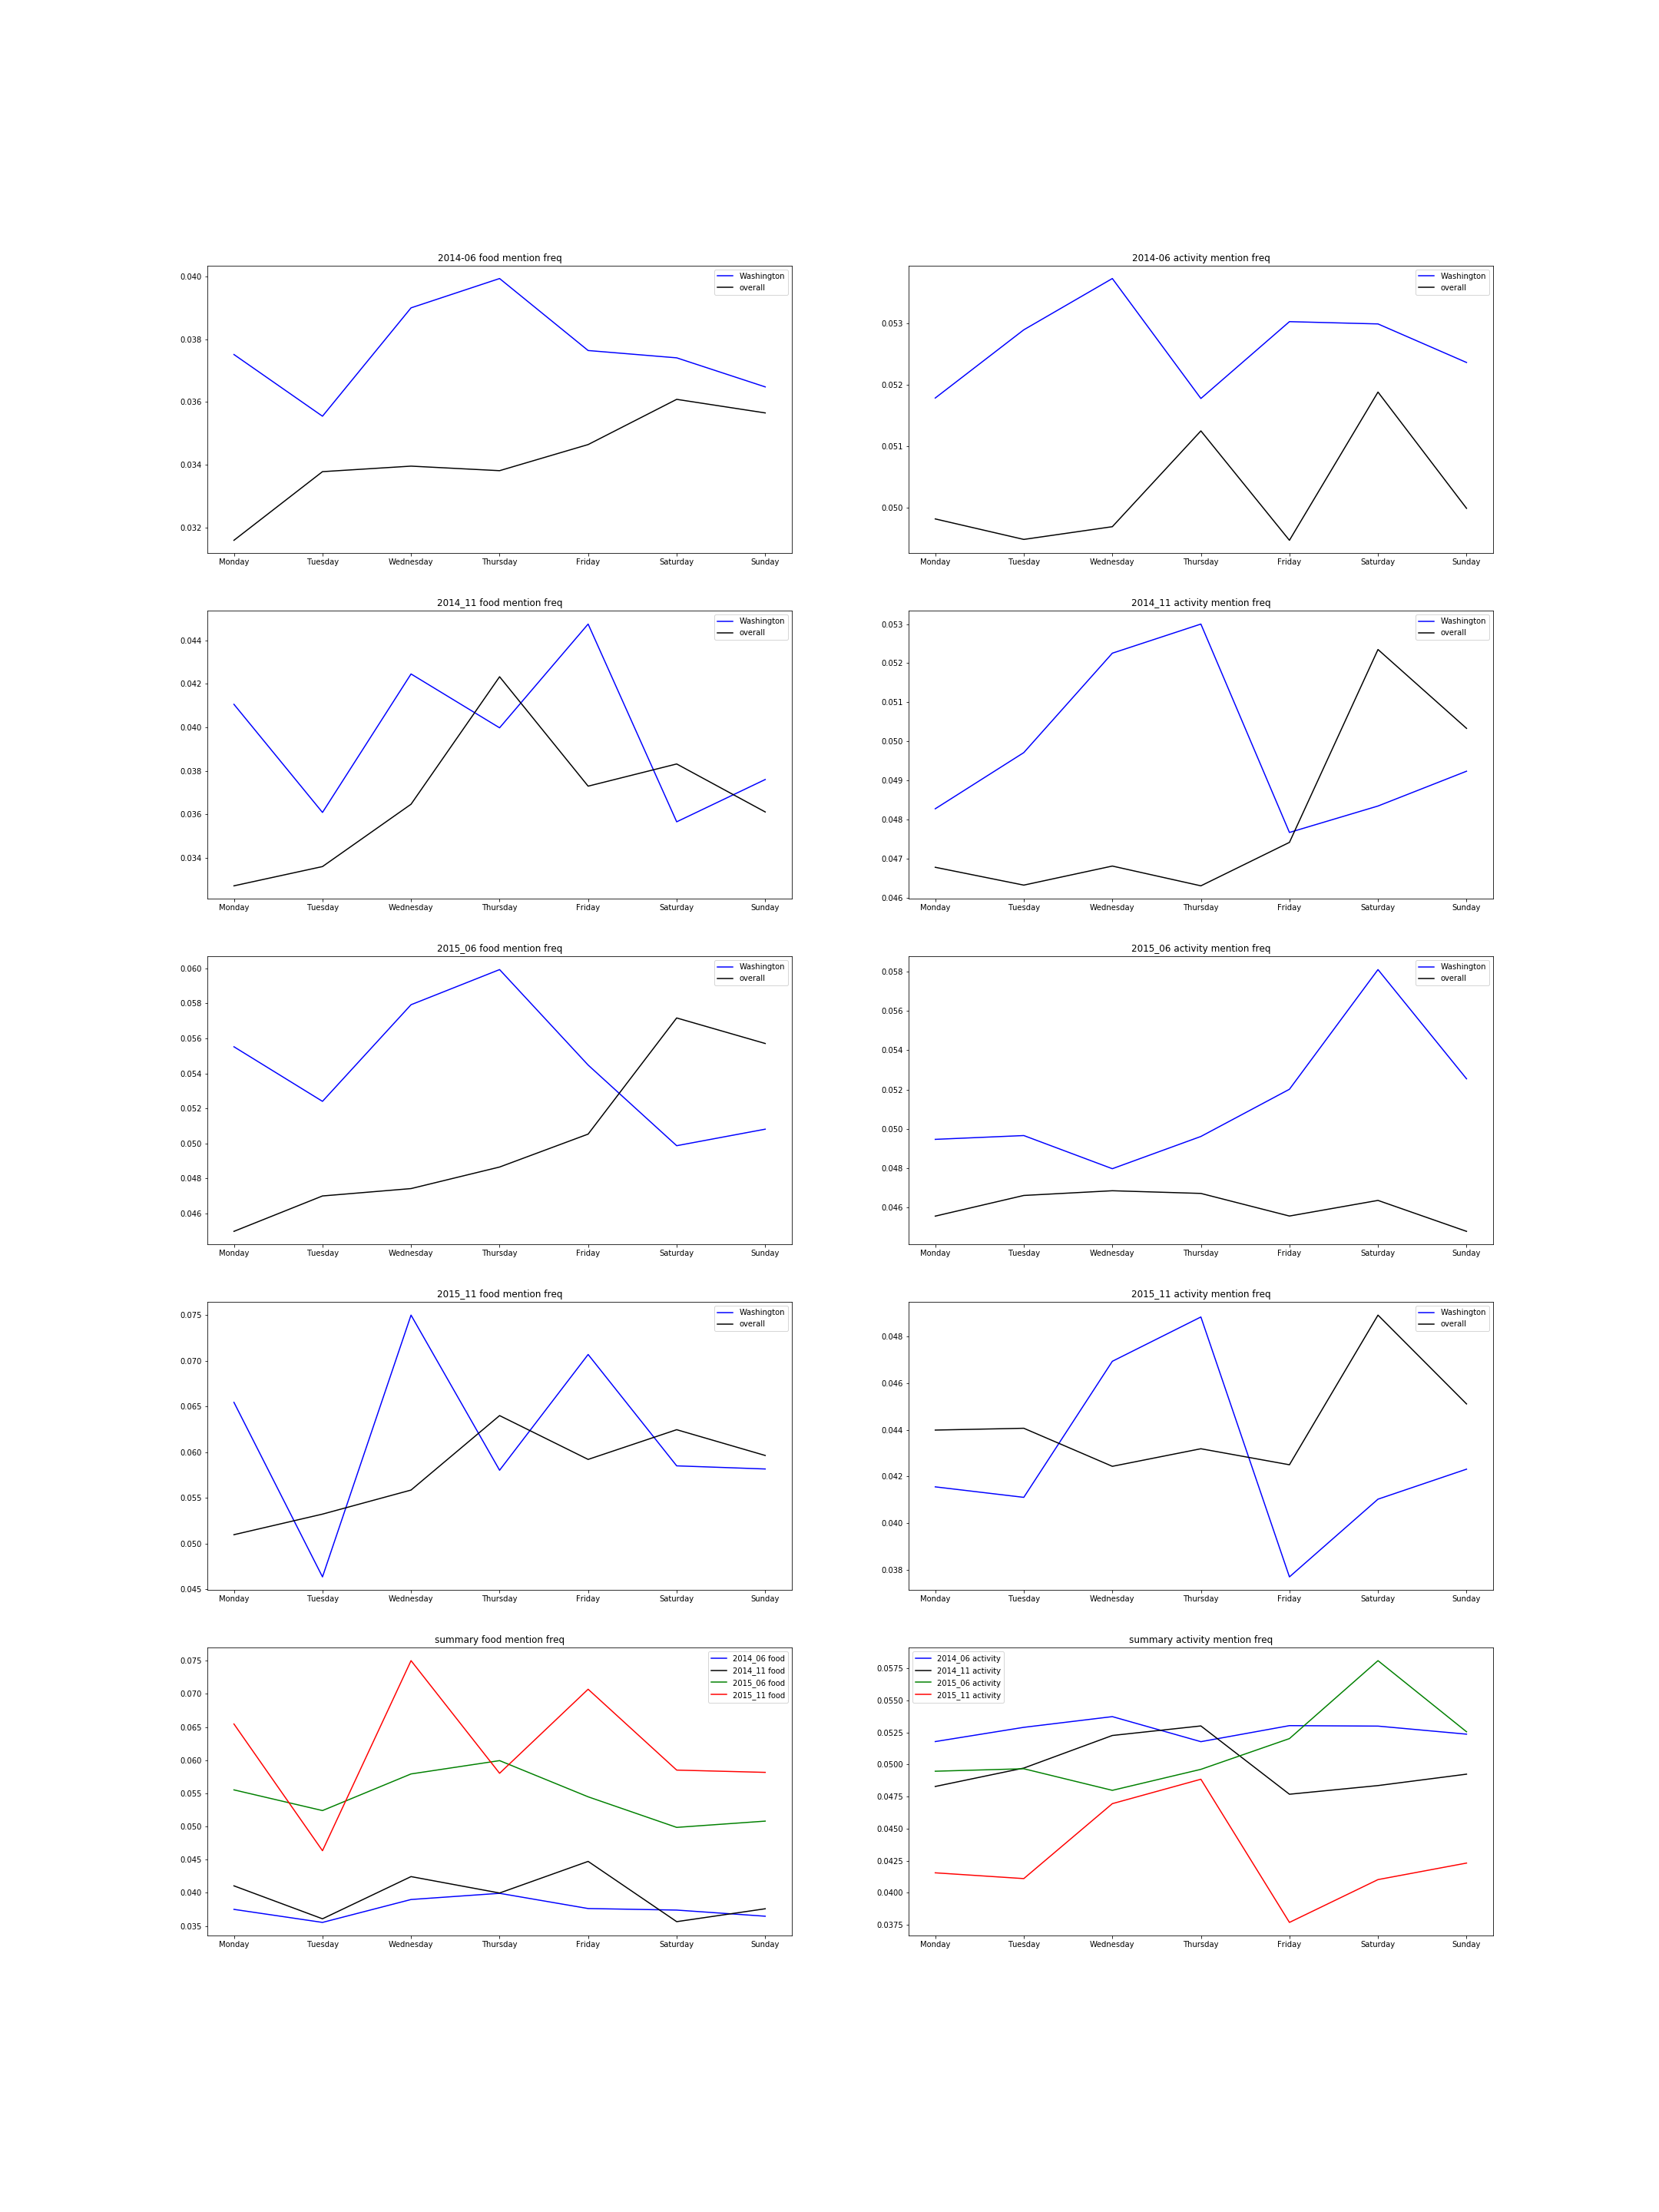 2014-06 food mention freq
0.040
0.038
0.036
0.034
0.032
Washington
overall
Monday Tuesday Wednesday Thursday Friday Saturday Sunday
2014-06 activity mention freq
0.053
0.052
0.051
0.050
Washington
overall
Monday Tuesday Wednesday Thursday Friday Saturday Sunday
2014_11 food mention freq
0.044
0.042
0.040
0.038
0.036
0.034
Washington
overall
Monday Tuesday Wednesday Thursday Friday Saturday Sunday
2014_11 activity mention freq
0.053
0.052
0.051
0.050
0.049
0.048
0.047
0.046
Washington
overall
Monday Tuesday Wednesday Thursday Friday Saturday Sunday
2015_06 food mention freq
0.060
0.058
0.056
0.054
0.052
0.050
0.048
0.046
Washington
overall
Monday Tuesday Wednesday Thursday Friday Saturday Sunday
2015_06 activity mention freq
0.058
0.056
0.054
0.052
0.050
0.048
0.046
Washington
overall
Monday Tuesday Wednesday Thursday Friday Saturday Sunday
2015_11 food mention freq
0.075
0.070
0.065
0.060
0.055
0.050
0.045
Washington
overall
Monday Tuesday Wednesday Thursday Friday Saturday Sunday
2015_11 activity mention freq
0.048
0.046
0.044
0.042
0.040
0.038
Washington
overall
Monday Tuesday Wednesday Thursday Friday Saturday Sunday
summary food mention freq
0.075
0.070
0.065
0.060
0.055
0.050
0.045
0.040
0.035
2014_06 food
2014_11 food
2015_06 food
2015_11 food
Monday Tuesday Wednesday Thursday Friday Saturday Sunday
summary activity mention freq
0.0575
0.0550
0.0525
0.0500
0.0475
0.0450
0.0425
0.0400
0.0375
2014_06 activity
2014_11 activity
2015_06 activity
2015_11 activity
Monday Tuesday Wednesday Thursday Friday Saturday Sunday